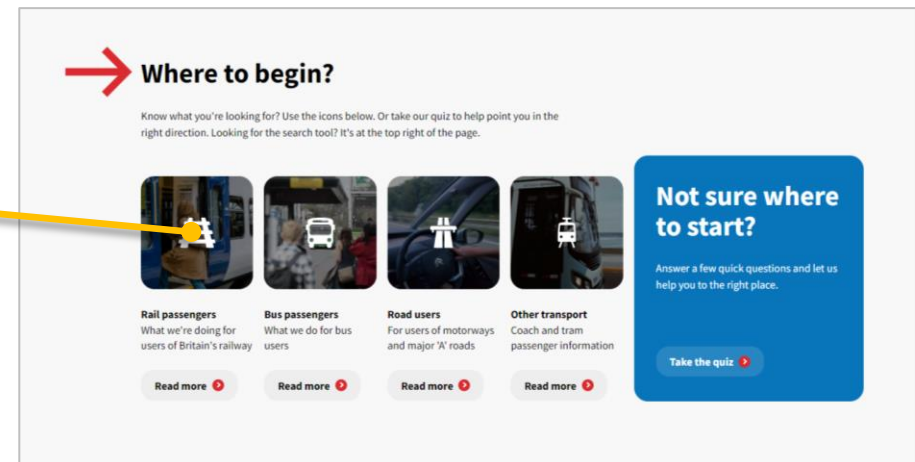 Where to begin?
Know what you're looking for? Use the icons below. Or take our quiz to help point you in the
right direction. Looking for the search tool? It's at the top right of the page.
Rail passengers
What we're doing for
users of Britain's railway
Read more
Bus passengers
What we do for bus
users
Read more
Road users
For users of motorways
and major 'A' roads
Read more
Other transport
Coach and tram
passenger information
Read more
Not sure where
to start?
Answer a few quick questions and let us
help you to the right place.
Take the quiz